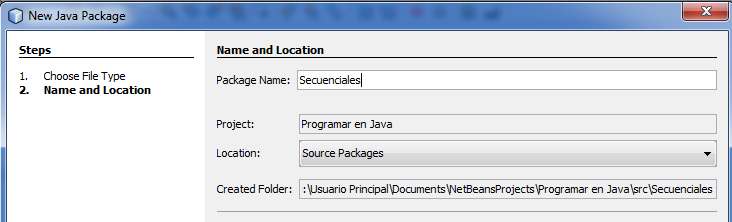 New Java Package
Steps
1. Choose File Type
2. Name and Location
Name and Location
Package Name: Secuenciales
Project: Programar en Java
Location: Source Packages
Created Folder: :\Usuario Principal\Documents\NetBeansProjects\Programar en Java\src\Secuenciales